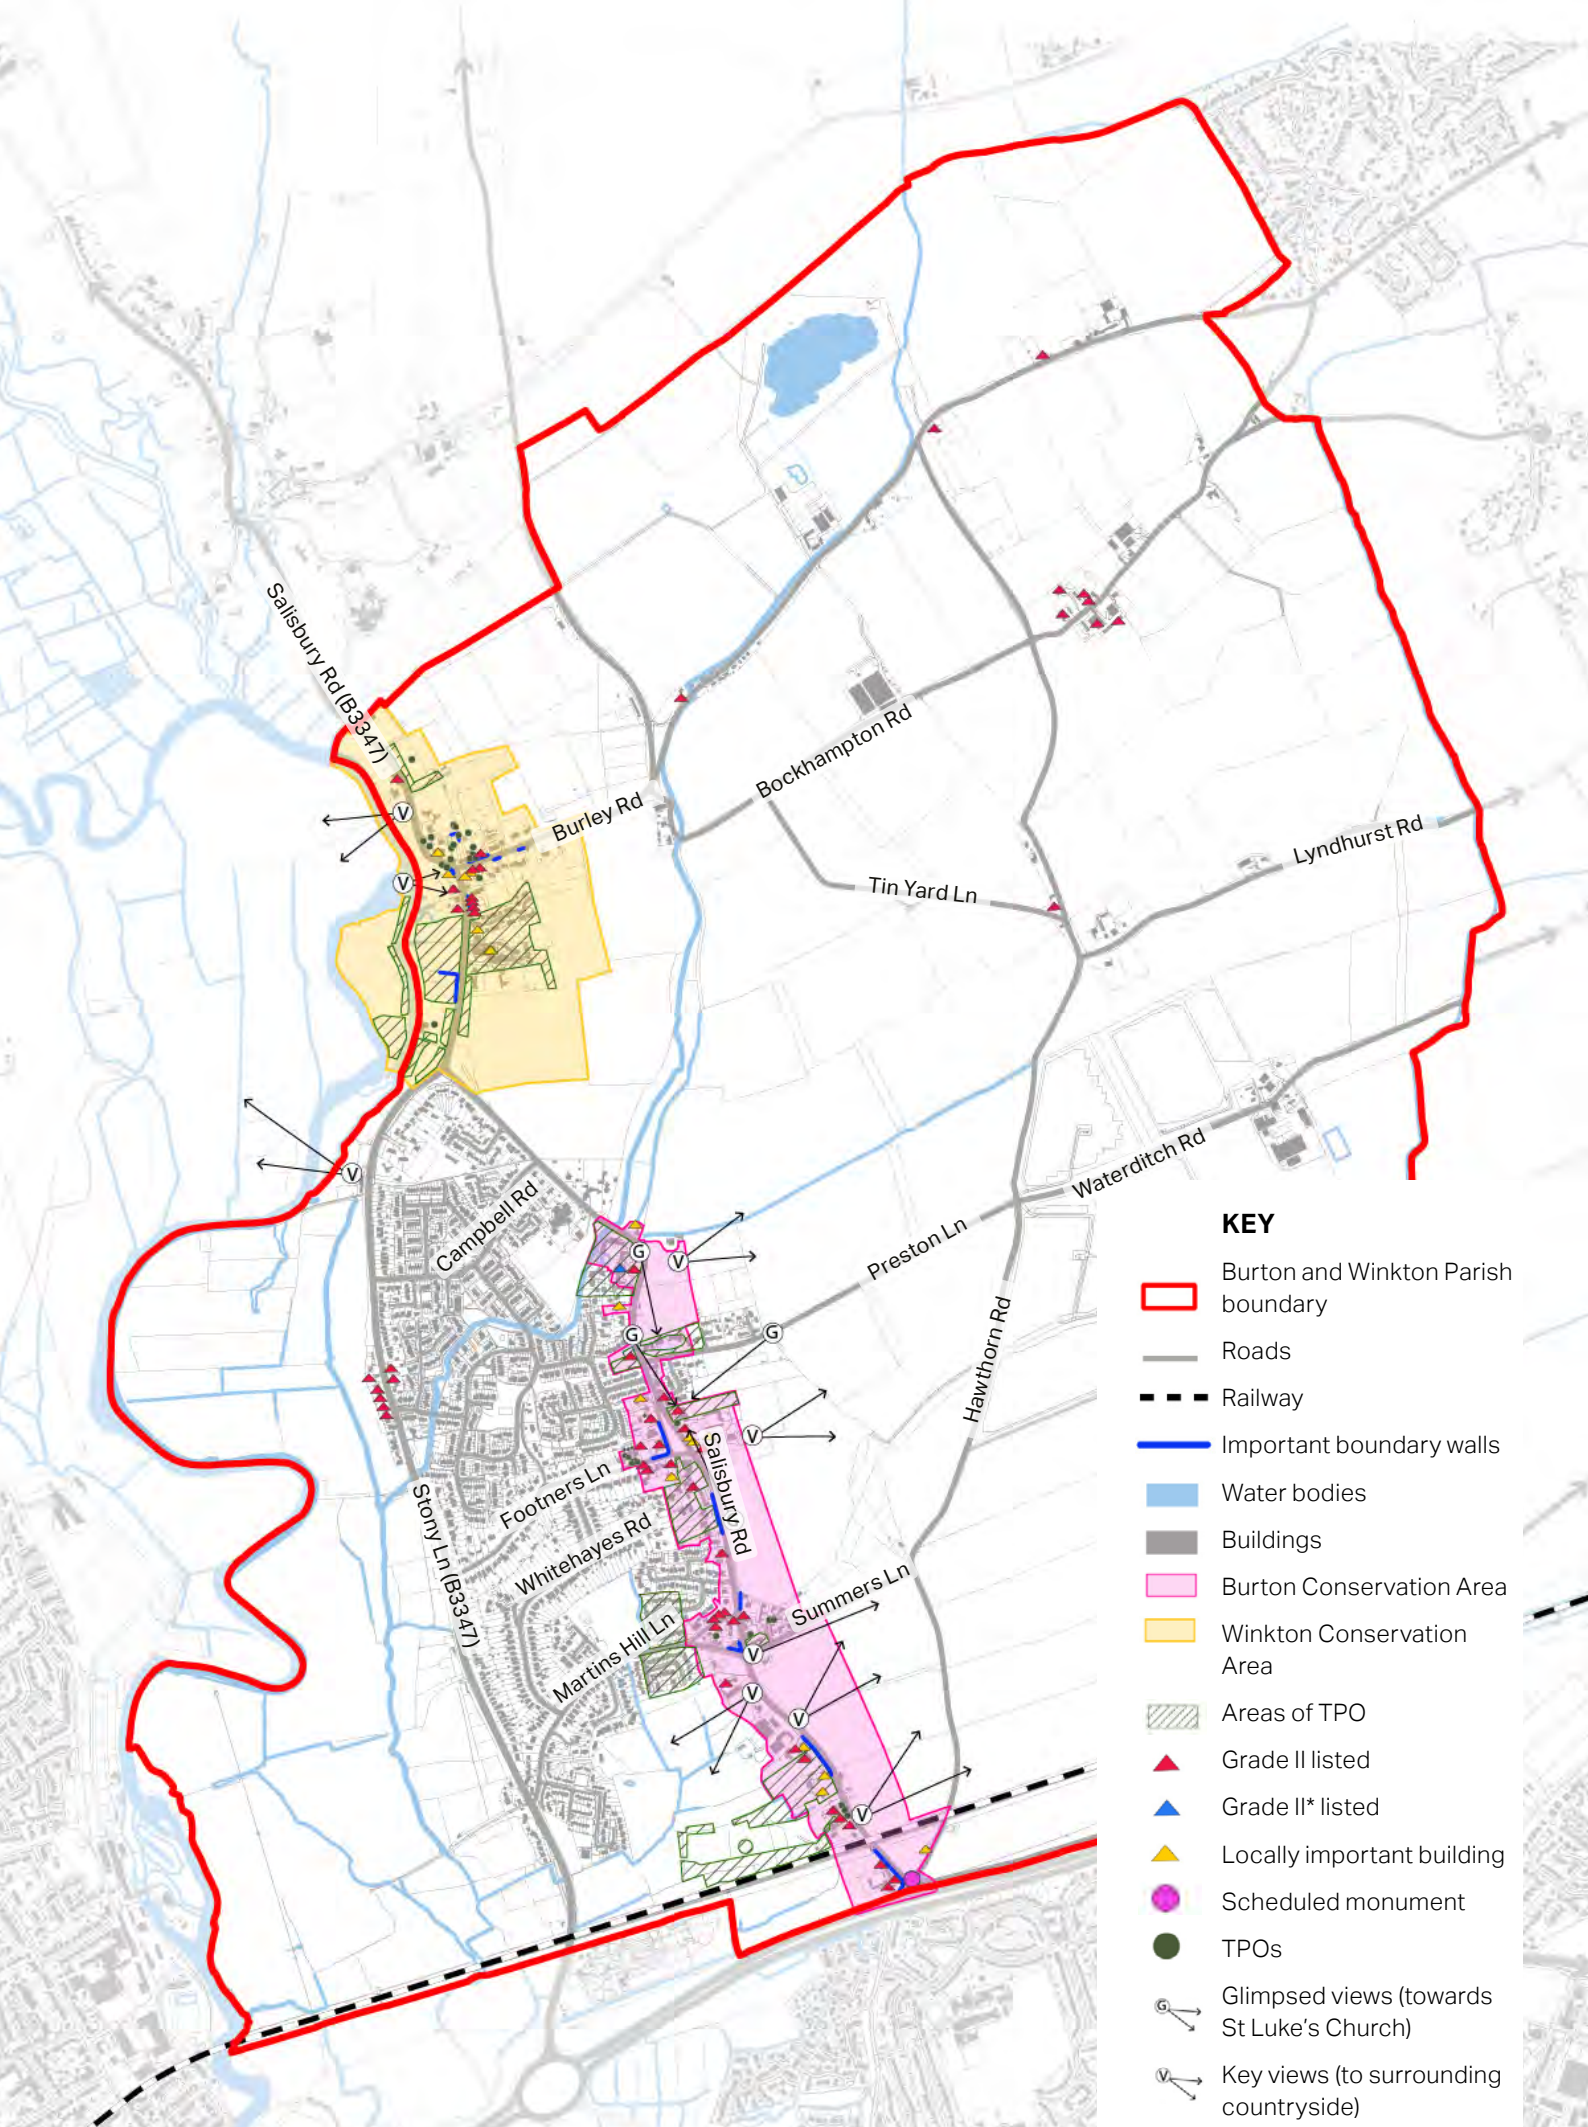 Salisbury Rd (B3347)
Burley Rd
Bockhampton Rd
V
Tin Yard Ln
Lyndhurst Rd
V
V
Campbell Rd
Waterditch Rd
Preston Ln
G
V
G
G
Hawthorn Rd
V
Salisbury Rd
Footners Ln
Stony Ln (B3347)
Whitehayes Rd
Summers Ln
Martins Hill Ln
V
V
V
V
KEY
Burton and Winkton Parish
boundary
Roads
Railway
Important boundary walls
Water bodies
Buildings
Burton Conservation Area
Winkton Conservation
Area
Areas of TPO
Grade II listed
Grade II* listed
Locally important building
Scheduled monument
TPOs
G
Glimpsed views (towards
St Luke's Church)
V
Key views (to surrounding
countryside)